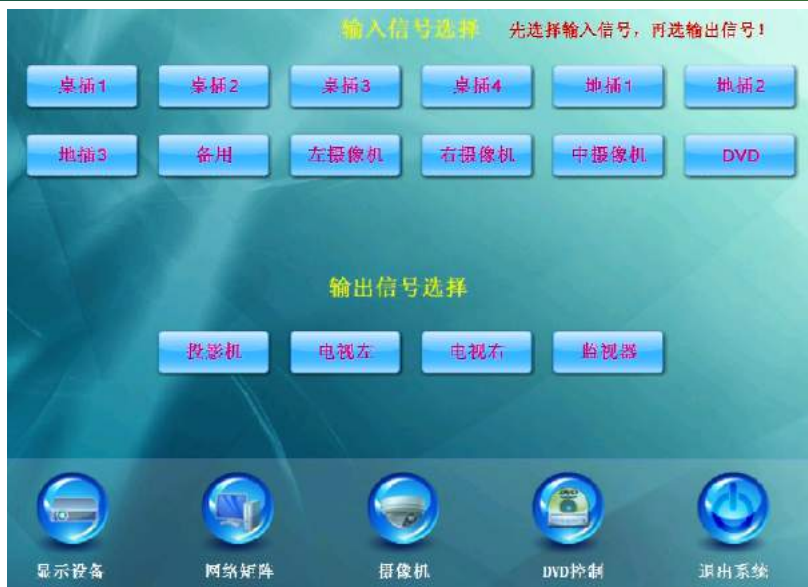 输入信号选择 先选择输入信号，再选输出信号！
桌插1 桌插2 桌插3 桌插4 地插1 地插2
地插3 备用 左摄像机 右摄像机 中摄像机 DVD
输出信号选择
投影机 电视左 电视右 监视器
显示设备 网络矩阵 摄像机 DVD控制 退出系统